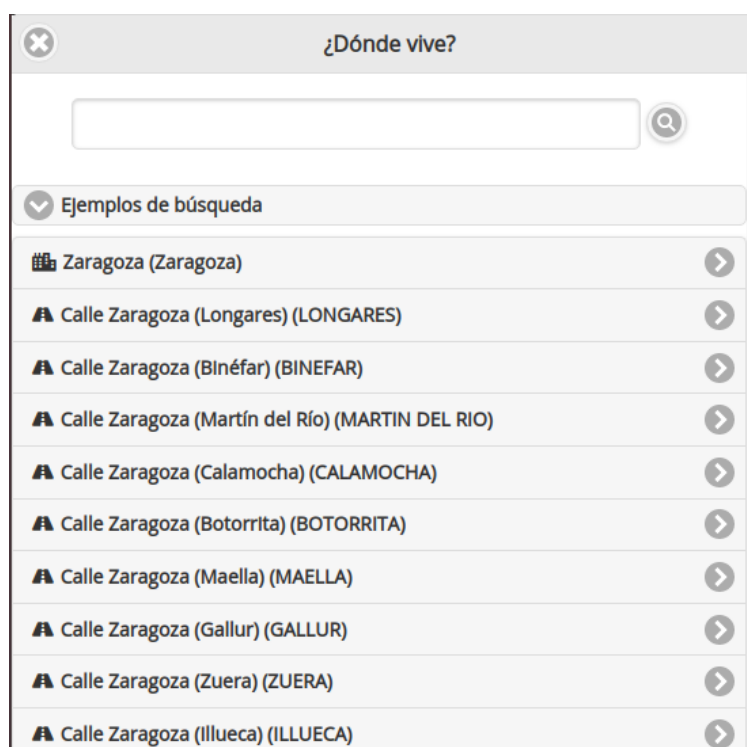 ¿Dónde vive?
Ejemplos de búsqueda
Zaragoza (Zaragoza)
Calle Zaragoza (Longares) (LONGARES)
Calle Zaragoza (Binéfar) (BINEFAR)
Calle Zaragoza (Martín del Río) (MARTIN DEL RIO)
Calle Zaragoza (Calamocha) (CALAMOCHA)
Calle Zaragoza (Botorrita) (BOTORRITA)
Calle Zaragoza (Maella) (MAELLA)
Calle Zaragoza (Gallur) (GALLUR)
Calle Zaragoza (Zuera) (ZUERA)
Calle Zaragoza (Illueca) (ILLUECA)